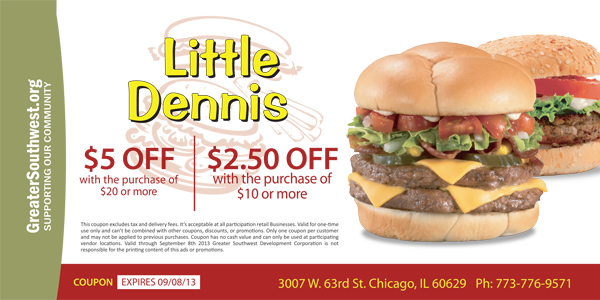 GreaterSouthwest.org
SUPPORTING OUR COMMUNITY
Little
Dennis
$5 OFF
with the purchase of
$20 or more
$2.50 OFF
with the purchase of
$10 or more
This coupon excludes tax and delivery fees. It's acceptable at all participation retail Businesses. Valid for one-time
use only and can't be combined with other coupons, discounts, or promotions. Only one coupon per customer
and may not be applied to previous purchases. Coupon has no cash value and can only be used at participating
vendor locations. Valid through September 8th 2013 Greater Southwest Development Corporation is not
responsible for the printing content of this ads or promotions.
COUPON EXPIRES 09/08/13
3007 W. 63rd St. Chicago, IL 60629 Ph: 773-776-9571